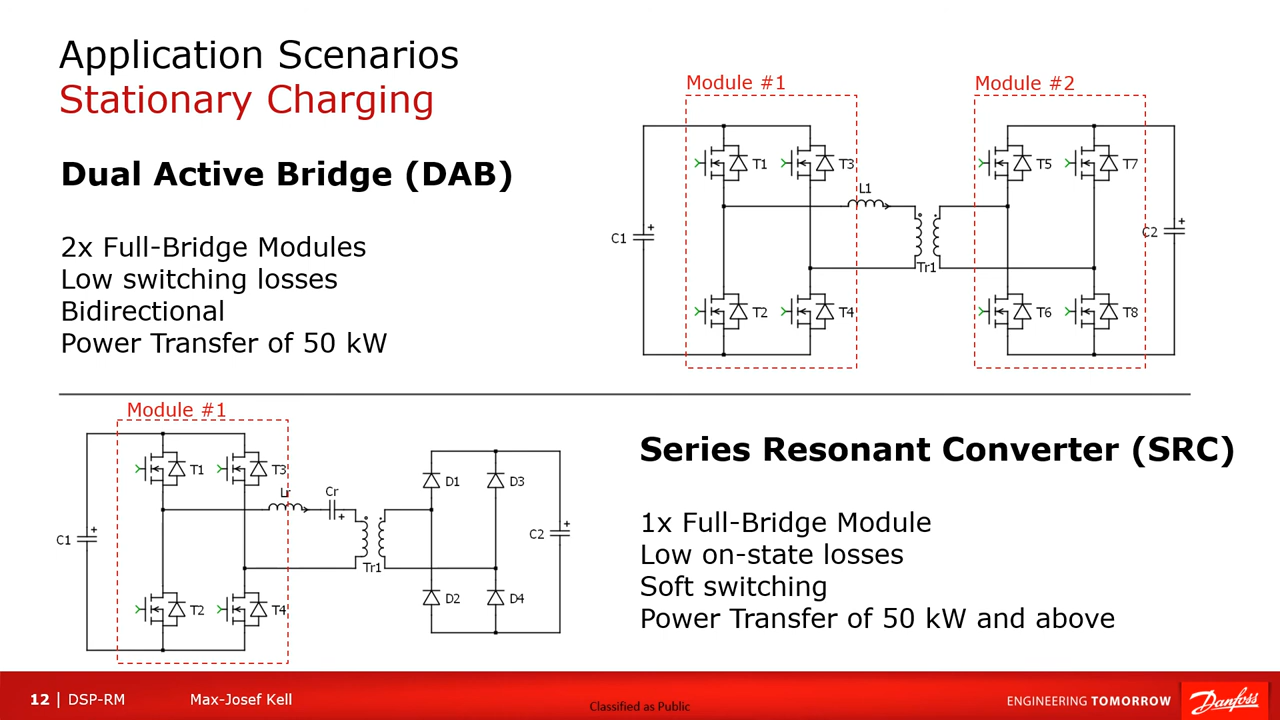 Application Scenarios
Stationary Charging
Dual Active Bridge (DAB)
2x Full-Bridge Modules
Low switching losses
Bidirectional
Power Transfer of 50 kW
Module #1
Module #2
T1
T3
T5
T7
L1
C1
+
Tr1
C2
+
T2
T4
T6
T8
Module #1
T1
T3
Lr
Cr
+
D1
D3
C1
+
Tr1
C2
+
T2
T4
D2
D4
Series Resonant Converter (SRC)
1x Full-Bridge Module
Low on-state losses
Soft switching
Power Transfer of 50 kW and above
12 | DSP-RM
Max-Josef Kell
Classified as Public
ENGINEERING TOMORROW
Danfoss